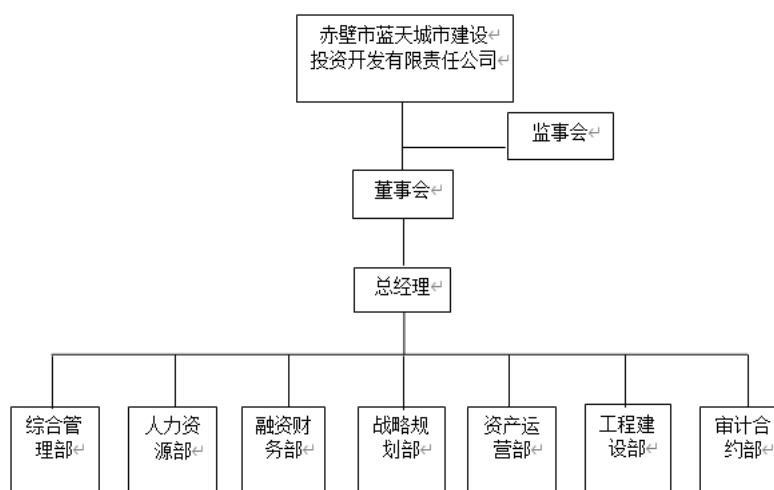 赤壁市蓝天城市建设
投资开发有限责任公司
监事会
董事会
总经理
综合管
理部
人力资
源部
融资财
务部
战略规
划部
资产运
营部
工程建
设部
审计合
约部